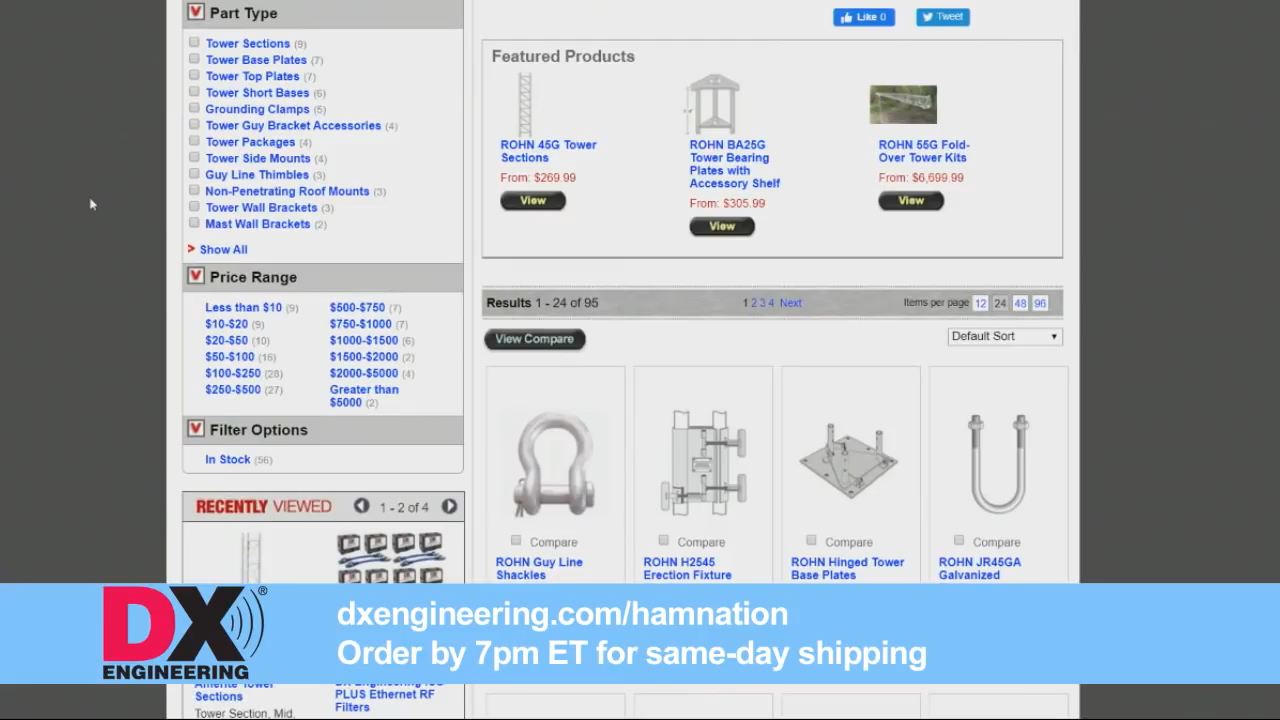 Part Type
Tower Sections (9)
Tower Base Plates (7)
Tower Top Plates (7)
Tower Short Bases (6)
Grounding Clamps (5)
Tower Guy Bracket Accessories (4)
Tower Packages (4)
Tower Side Mounts (4)
Guy Line Thimbles (3)
Non-Penetrating Roof Mounts (3)
Tower Wall Brackets (3)
Mast Wall Brackets (2)
> Show All
Price Range
Less than $10 (9)
$10-$20 (9)
$20-$50 (10)
$50-$100 (16)
$100-$250 (28)
$250-$500 (27)
$500-$750 (7)
$750-$1000 (7)
$1000-$1500 (6)
$1500-$2000 (2)
$2000-$5000 (4)
Greater than
$5000 (2)
Filter Options
In Stock (56)
RECENTLY VIEWED
1 - 2 of 4
Like 0
Tweet
Featured Products
ROHN 45G Tower
Sections
From: $269.99
View
ROHN BA25G
Tower Bearing
Plates with
Accessory Shelf
From: $305.99
View
ROHN 55G Fold-
Over Tower Kits
From: $6,699.99
View
Results 1 - 24 of 95
1 2 3 4 Next
Items per page 12 24 48 96
View Compare
Default Sort
Compare
ROHN Guy Line
Shackles
Compare
ROHN H2545
Erection Fixture
Compare
ROHN Hinged Tower
Base Plates
Compare
ROHN JR45GA
Galvanized
DX®
ENGINEERING
dxengineering.com/hamnation
Order by 7pm ET for same-day shipping
Tower
Sections
Tower Section, Mid.
PLUS Ethernet RF
Filters